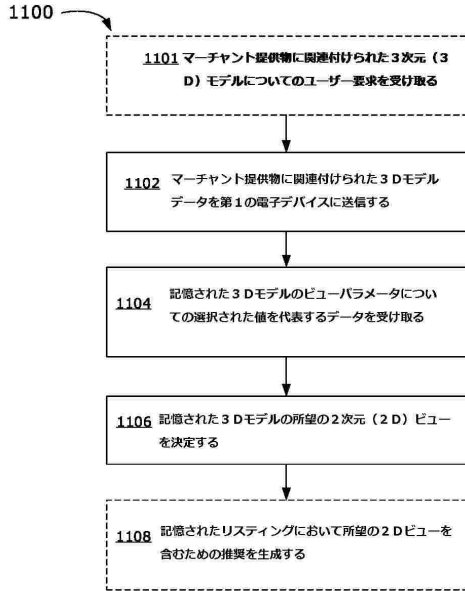 1100
1101 マーチャント提供物に関連付けられた３次元（３
Ｄ）モデルについてのユーザー要求を受け取る
1102 マーチャント提供物に関連付けられた３Ｄモデル
データを第１の電子デバイスに送信する
1104 記憶された３Ｄモデルのビューパラメータについ
ての選択された値を代表するデータを受け取る
1106 記憶された３Ｄモデルの所望の２次元（２Ｄ）ビュー
を決定する
1108 記憶されたリスティングにおいて所望の２Ｄビューを
含むための推奨を生成する